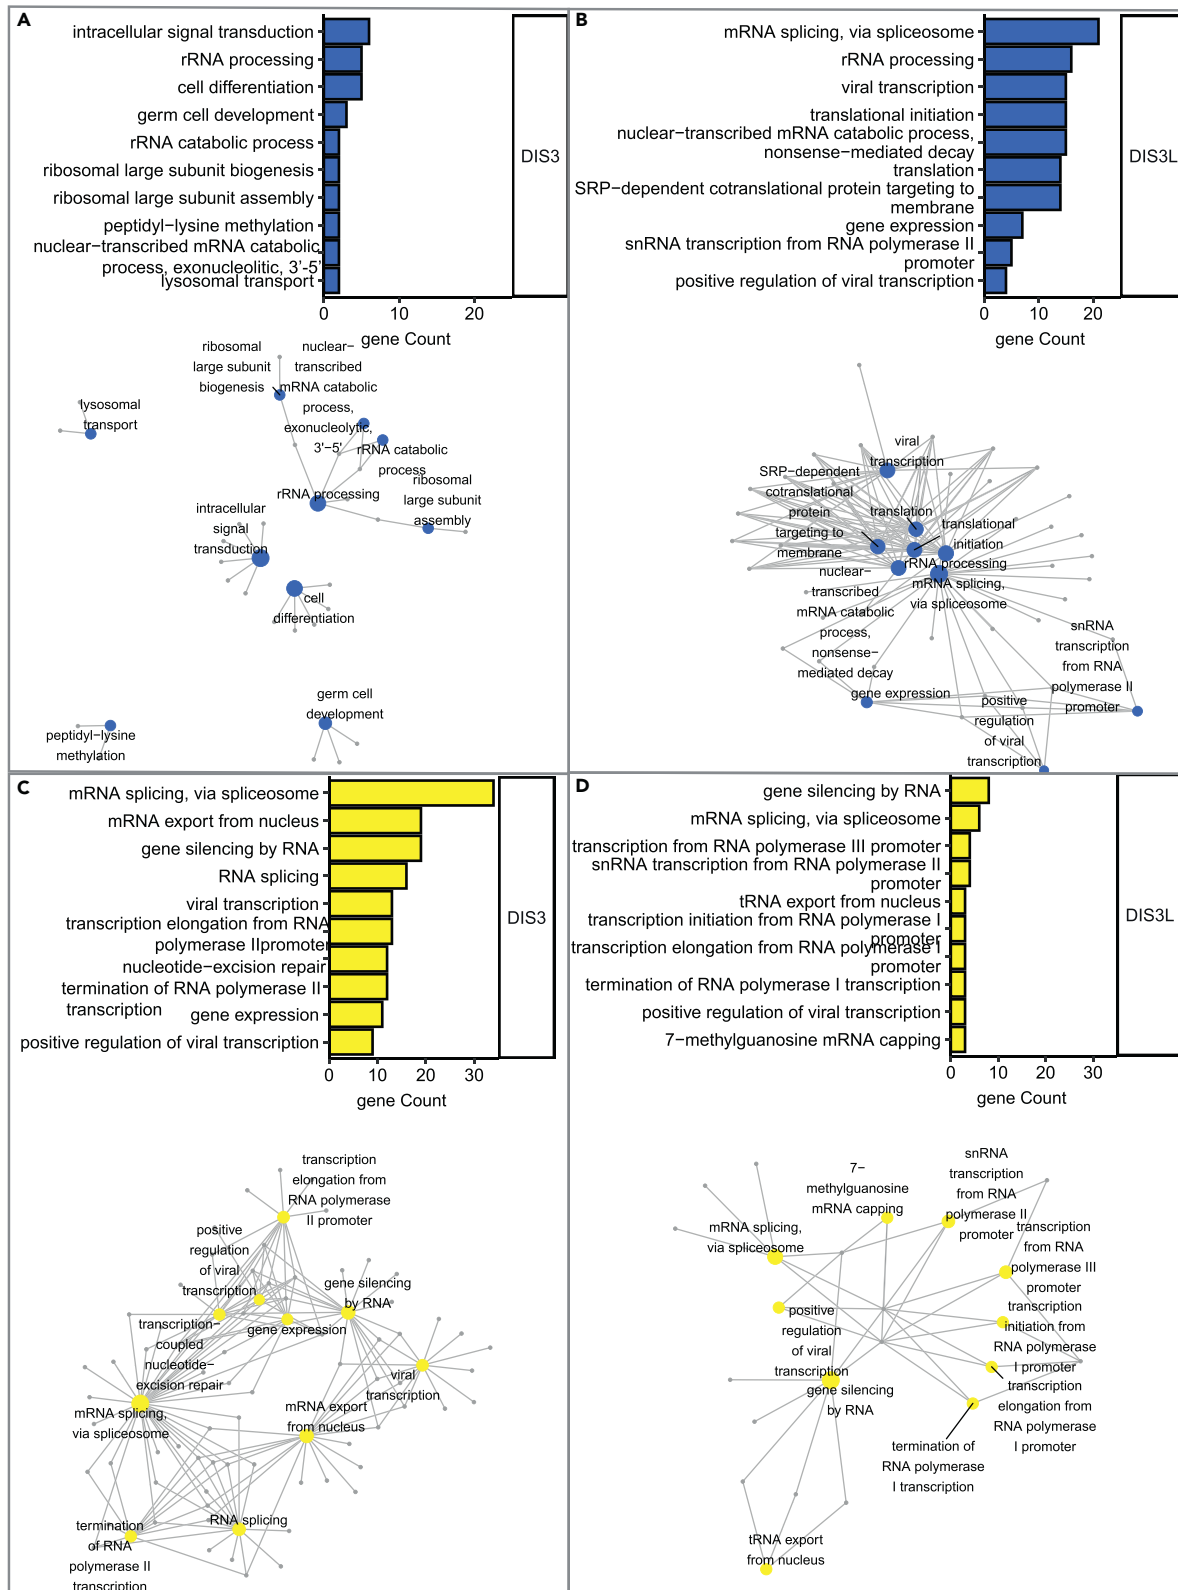 A
intracellular signal transduction
rRNA processing
cell differentiation
germ cell development
rRNA catabolic process
ribosomal large subunit biogenesis
ribosomal large subunit assembly
peptidyl−lysine methylation
nuclear−transcribed mRNA catabolic
process, exonucleolitic, 3'-5'
lysosomal transport
DIS3
0
10
20
gene Count
ribosomal
large subunit
biogenesis
nuclear−
transcribed
mRNA catabolic
process,
exonucleolytic,
3'−5'
lysosomal
transport
rRNA catabolic
process
rRNA processing
ribosomal
large subunit
assembly
intracellular
signal
transduction
cell
differentiation
germ cell
development
peptidyl−lysine
methylation
B
mRNA splicing, via spliceosome
rRNA processing
viral transcription
translational initiation
nuclear−transcribed mRNA catabolic process,
nonsense−mediated decay
translation
SRP−dependent cotranslational protein targeting to
membrane
gene expression
snRNA transcription from RNA polymerase II
promoter
positive regulation of viral transcription
DIS3L
0
10
20
gene Count
viral
transcription
SRP−dependent
cotranslational
protein
targeting to
membrane
translation
translational
initiation
rRNA processing
mRNA splicing,
via spliceosome
nuclear−
transcribed
mRNA catabolic
process,
nonsense−
mediated decay
snRNA
transcription
from RNA
polymerase II
promoter
gene expression
positive
regulation
of viral
transcription
C
mRNA splicing, via spliceosome
mRNA export from nucleus
gene silencing by RNA
RNA splicing
viral transcription
transcription elongation from RNA
polymerase IIpromoter
nucleotide−excision repair
termination of RNA polymerase II
transcription
gene expression
positive regulation of viral transcription
DIS3
0
10
20
30
gene Count
transcription
elongation from
RNA polymerase
II promoter
positive
regulation
of viral
transcription
gene silencing
by RNA
gene expression
transcription−
coupled
nucleotide−
excision repair
viral
transcription
mRNA splicing,
via spliceosome
mRNA export
from nucleus
RNA splicing
termination
of RNA
polymerase II
transcription
D
gene silencing by RNA
mRNA splicing, via spliceosome
transcription from RNA polymerase III promoter
snRNA transcription from RNA polymerase II
promoter
tRNA export from nucleus
transcription initiation from RNA polymerase I
promoter
transcription elongation from RNA polymerase I
promoter
termination of RNA polymerase I transcription
positive regulation of viral transcription
7−methylguanosine mRNA capping
DIS3L
0
10
20
30
gene Count
7−
methylguanosine
mRNA capping
snRNA
transcription
from RNA
polymerase II
promoter
mRNA splicing,
via spliceosome
transcription
from RNA
polymerase III
promoter
positive
regulation
of viral
transcription
transcription
initiation from
RNA polymerase
I promoter
gene silencing
by RNA
transcription
elongation from
RNA polymerase
I promoter
termination of
RNA polymerase
I transcription
tRNA export
from nucleus